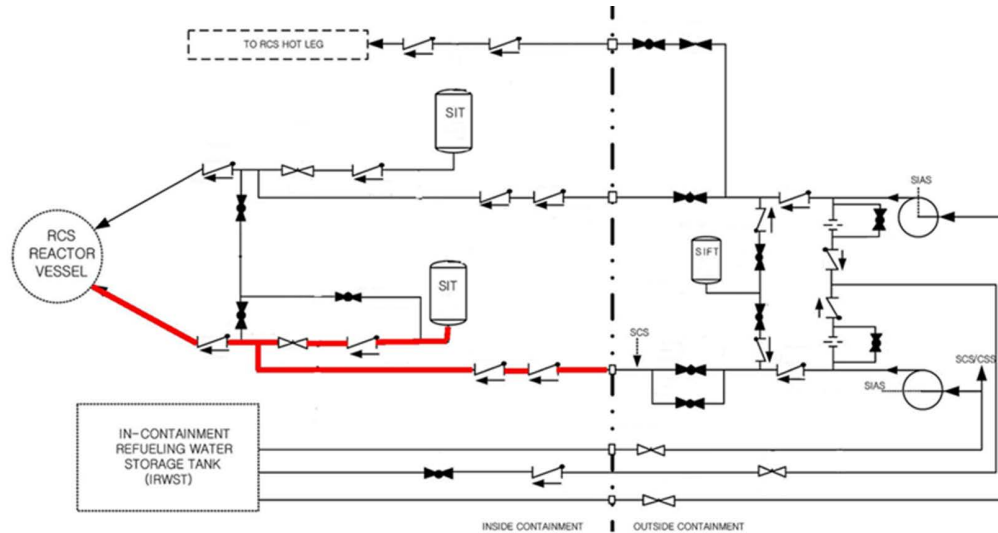 TO RCS HOT LEG
SIT
SIAS
RCS
REACTOR
VESSEL
SIFT
SIT
SCS
SCS/CSS
SIAS
IN-CONTAINMENT
REFUELING WATER
STORAGE TANK
(IRWST)
INSIDE CONTAINMENT
OUTSIDE CONTAINMENT